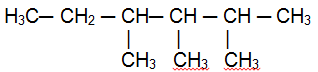 H₃C – CH₂ – CH – CH – CH – CH₃
CH₃ CH₃ CH₃